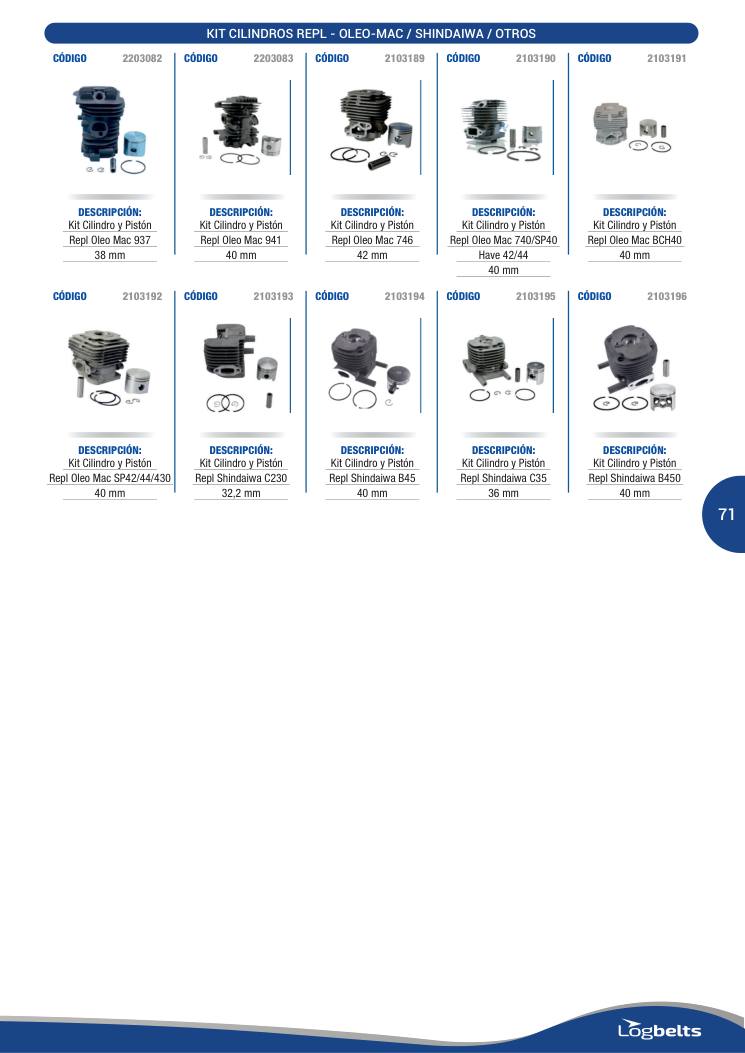 KIT CILINDROS REPL - OLEO-MAC / SHINDAIWA / OTROS
CÓDIGO 2203082
DESCRIPCIÓN:
Kit Cilindro y Pistón
Repl Oleo Mac 937
38 mm
CÓDIGO 2203083
DESCRIPCIÓN:
Kit Cilindro y Pistón
Repl Oleo Mac 941
40 mm
CÓDIGO 2103189
DESCRIPCIÓN:
Kit Cilindro y Pistón
Repl Oleo Mac 746
42 mm
CÓDIGO 2103190
DESCRIPCIÓN:
Kit Cilindro y Pistón
Repl Oleo Mac 740/SP40
Have 42/44
40 mm
CÓDIGO 2103191
DESCRIPCIÓN:
Kit Cilindro y Pistón
Repl Oleo Mac BCH40
40 mm
CÓDIGO 2103192
DESCRIPCIÓN:
Kit Cilindro y Pistón
Repl Oleo Mac SP42/44/430
40 mm
CÓDIGO 2103193
DESCRIPCIÓN:
Kit Cilindro y Pistón
Repl Shindaiwa C230
32,2 mm
CÓDIGO 2103194
DESCRIPCIÓN:
Kit Cilindro y Pistón
Repl Shindaiwa B45
40 mm
CÓDIGO 2103195
DESCRIPCIÓN:
Kit Cilindro y Pistón
Repl Shindaiwa C35
36 mm
CÓDIGO 2103196
DESCRIPCIÓN:
Kit Cilindro y Pistón
Repl Shindaiwa B450
40 mm
71
Logbelts